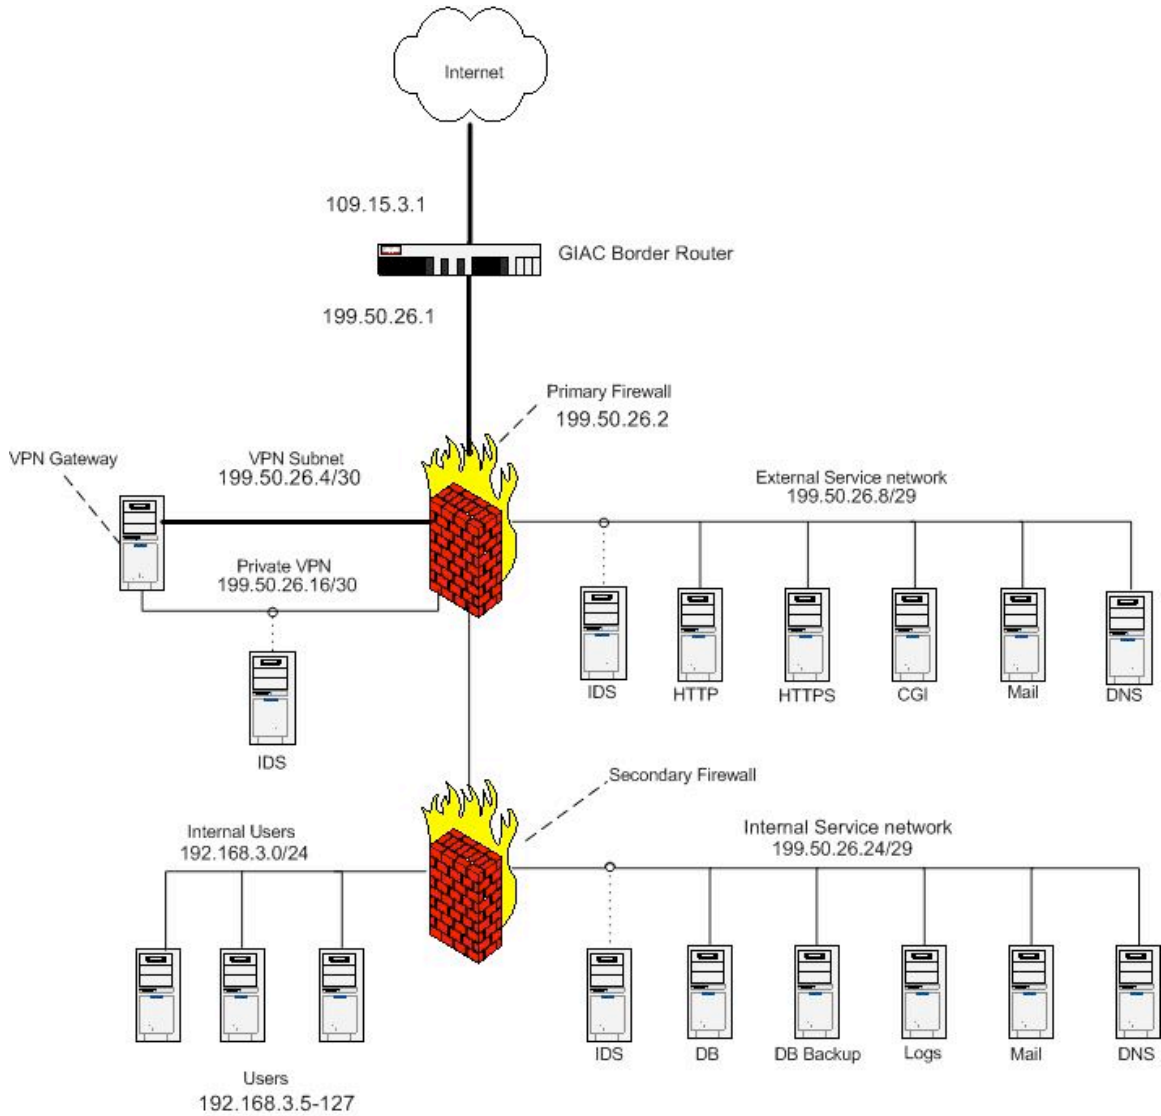 Internet
109.15.3.1
GIAC Border Router
199.50.26.1
Primary Firewall
199.50.26.2
VPN Gateway
VPN Subnet
199.50.26.4/30
External Service network
199.50.26.8/29
Private VPN
199.50.26.16/30
IDS
HTTP
HTTPS
CGI
Mail
DNS
IDS
Secondary Firewall
Internal Users
192.168.3.0/24
Internal Service network
199.50.26.24/29
IDS
DB
DB Backup
Logs
Mail
DNS
Users
192.168.3.5-127